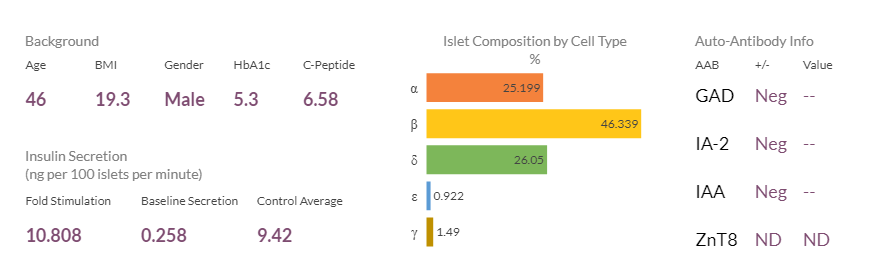 Background
Age BMI Gender HbA1c C-Peptide
46 19.3 Male 5.3 6.58
Insulin Secretion
(ng per 100 islets per minute)
Fold Stimulation Baseline Secretion Control Average
10.808 0.258 9.42
Islet Composition by Cell Type
%
α 25.199
β 46.339
δ 26.05
ε 0.922
γ 1.49
Auto-Antibody Info
AAB +/- Value
GAD Neg --
IA-2 Neg --
IAA Neg --
ZnT8 ND ND